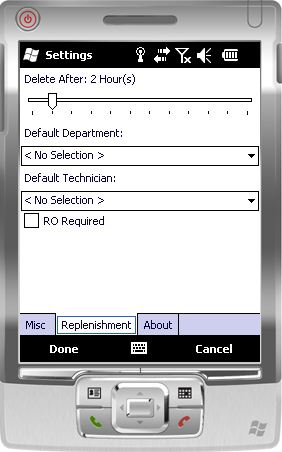 Settings
Delete After: 2 Hour(s)
Default Department:
< No Selection >
Default Technician:
< No Selection >
RO Required
Misc Replenishment About
Done Cancel